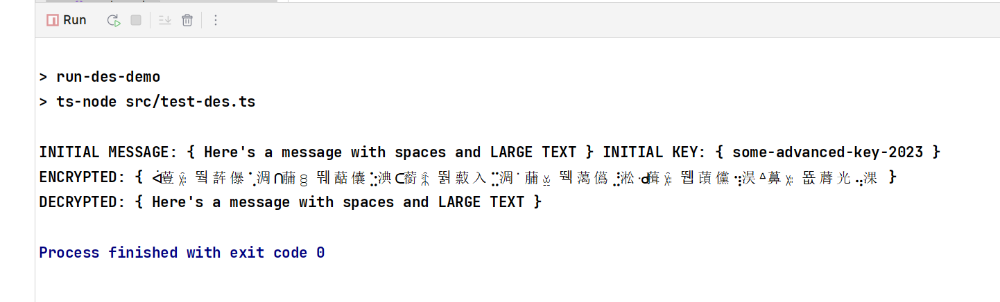 Run
> run-des-demo
> ts-node src/test-des.ts
INITIAL MESSAGE: { Here's a message with spaces and LARGE TEXT } INITIAL KEY: { some-advanced-key-2023 }
ENCRYPTED: { }
DECRYPTED: { Here's a message with spaces and LARGE TEXT }
Process finished with exit code 0